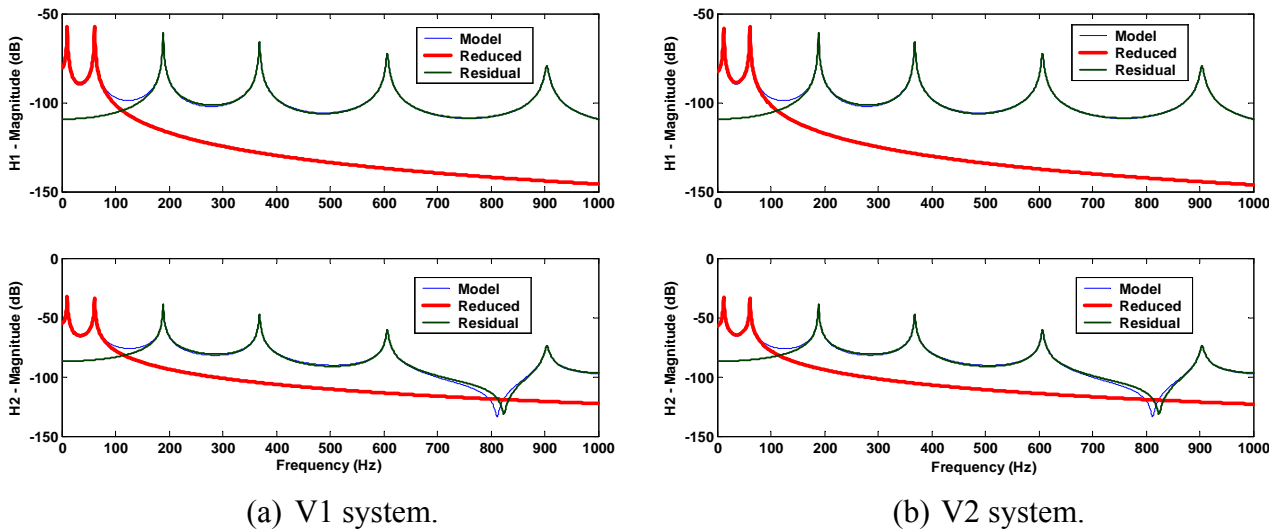 H1 - Magnitude (dB)
-50
-100
-150
0 100 200 300 400 500 600 700 800 900 1000
Model
Reduced
Residual
H2 - Magnitude (dB)
0
-50
-100
-150
0 100 200 300 400 500 600 700 800 900 1000
Frequency (Hz)
Model
Reduced
Residual
(a) V1 system.
H1 - Magnitude (dB)
-50
-100
-150
0 100 200 300 400 500 600 700 800 900 1000
Model
Reduced
Residual
H2 - Magnitude (dB)
0
-50
-100
-150
0 100 200 300 400 500 600 700 800 900 1000
Frequency (Hz)
Model
Reduced
Residual
(b) V2 system.